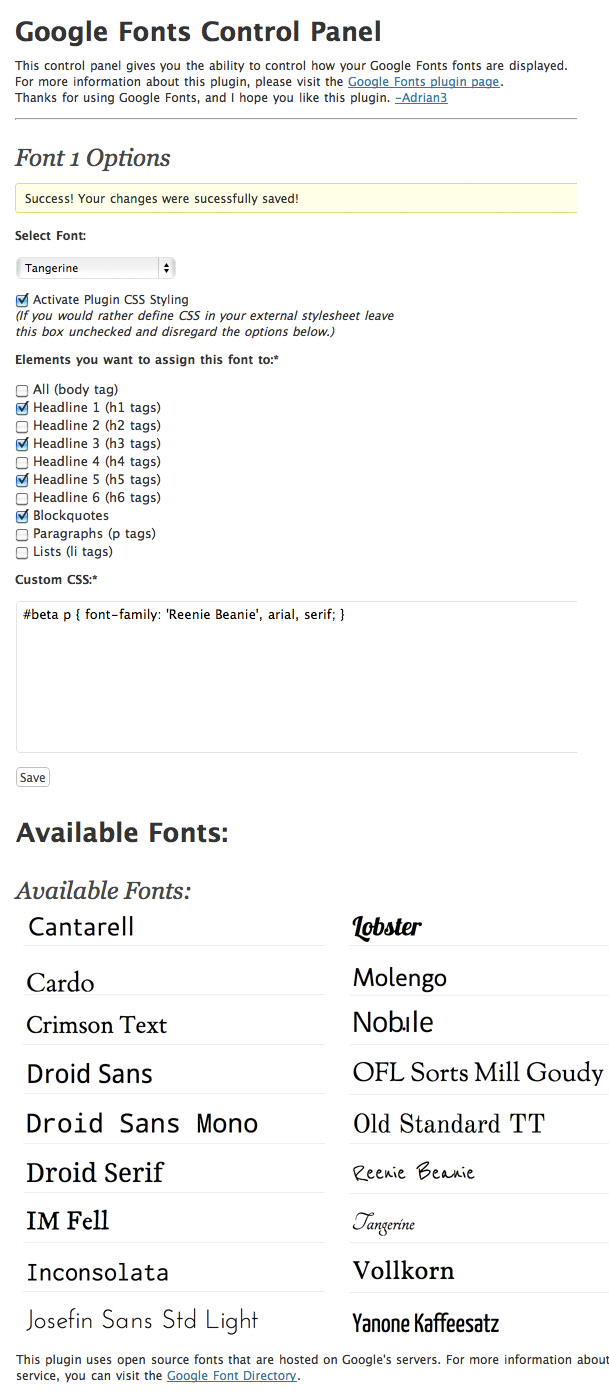 Google Fonts Control Panel
This control panel gives you the ability to control how your Google Fonts fonts are displayed.
For more information about this plugin, please visit the Google Fonts plugin page.
Thanks for using Google Fonts, and I hope you like this plugin. –Adrian3
Font 1 Options
Success! Your changes were sucessfully saved!
Select Font:
Tangerine
Activate Plugin CSS Styling
(If you would rather define CSS in your external stylesheet leave
this box unchecked and disregard the options below.)
Elements you want to assign this font to:*
All (body tag)
Headline 1 (h1 tags)
Headline 2 (h2 tags)
Headline 3 (h3 tags)
Headline 4 (h4 tags)
Headline 5 (h5 tags)
Headline 6 (h6 tags)
Blockquotes
Paragraphs (p tags)
Lists (li tags)
Custom CSS:*
#beta p { font-family: 'Reenie Beanie', arial, serif; }
Save
Available Fonts:
Available Fonts:
Cantarell
Cardo
Crimson Text
Droid Sans
Droid Sans Mono
Droid Serif
IM Fell
Inconsolata
Josefin Sans Std Light
Lobster
Molengo
Nobile
OFL Sorts Mill Goudy
Old Standard TT
Reenie Beanie
Tangerine
Vollkorn
Yanone Kaffeesatz
This plugin uses open source fonts that are hosted on Google's servers. For more information about
service, you can visit the Google Font Directory.